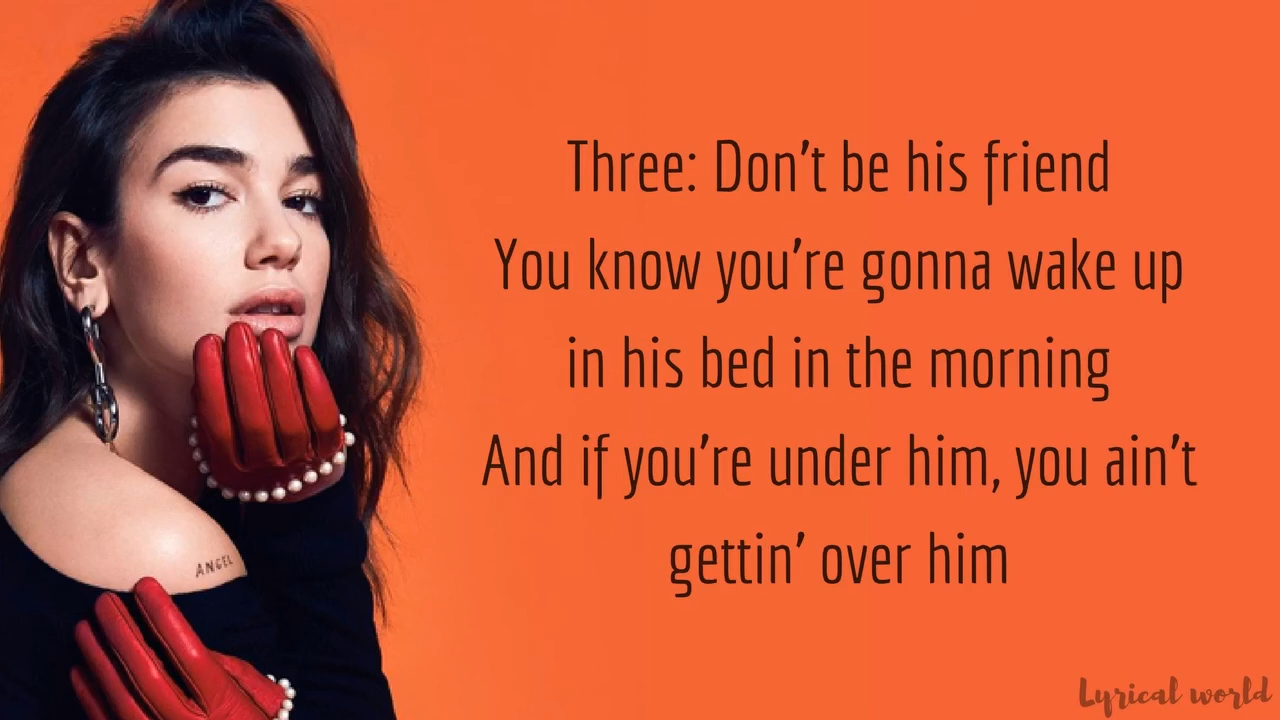 Three: Don't be his friend
You know you're gonna wake up
in his bed in the morning
And if you're under him, you ain't
gettin' over him
ANGEL
Lyrical world